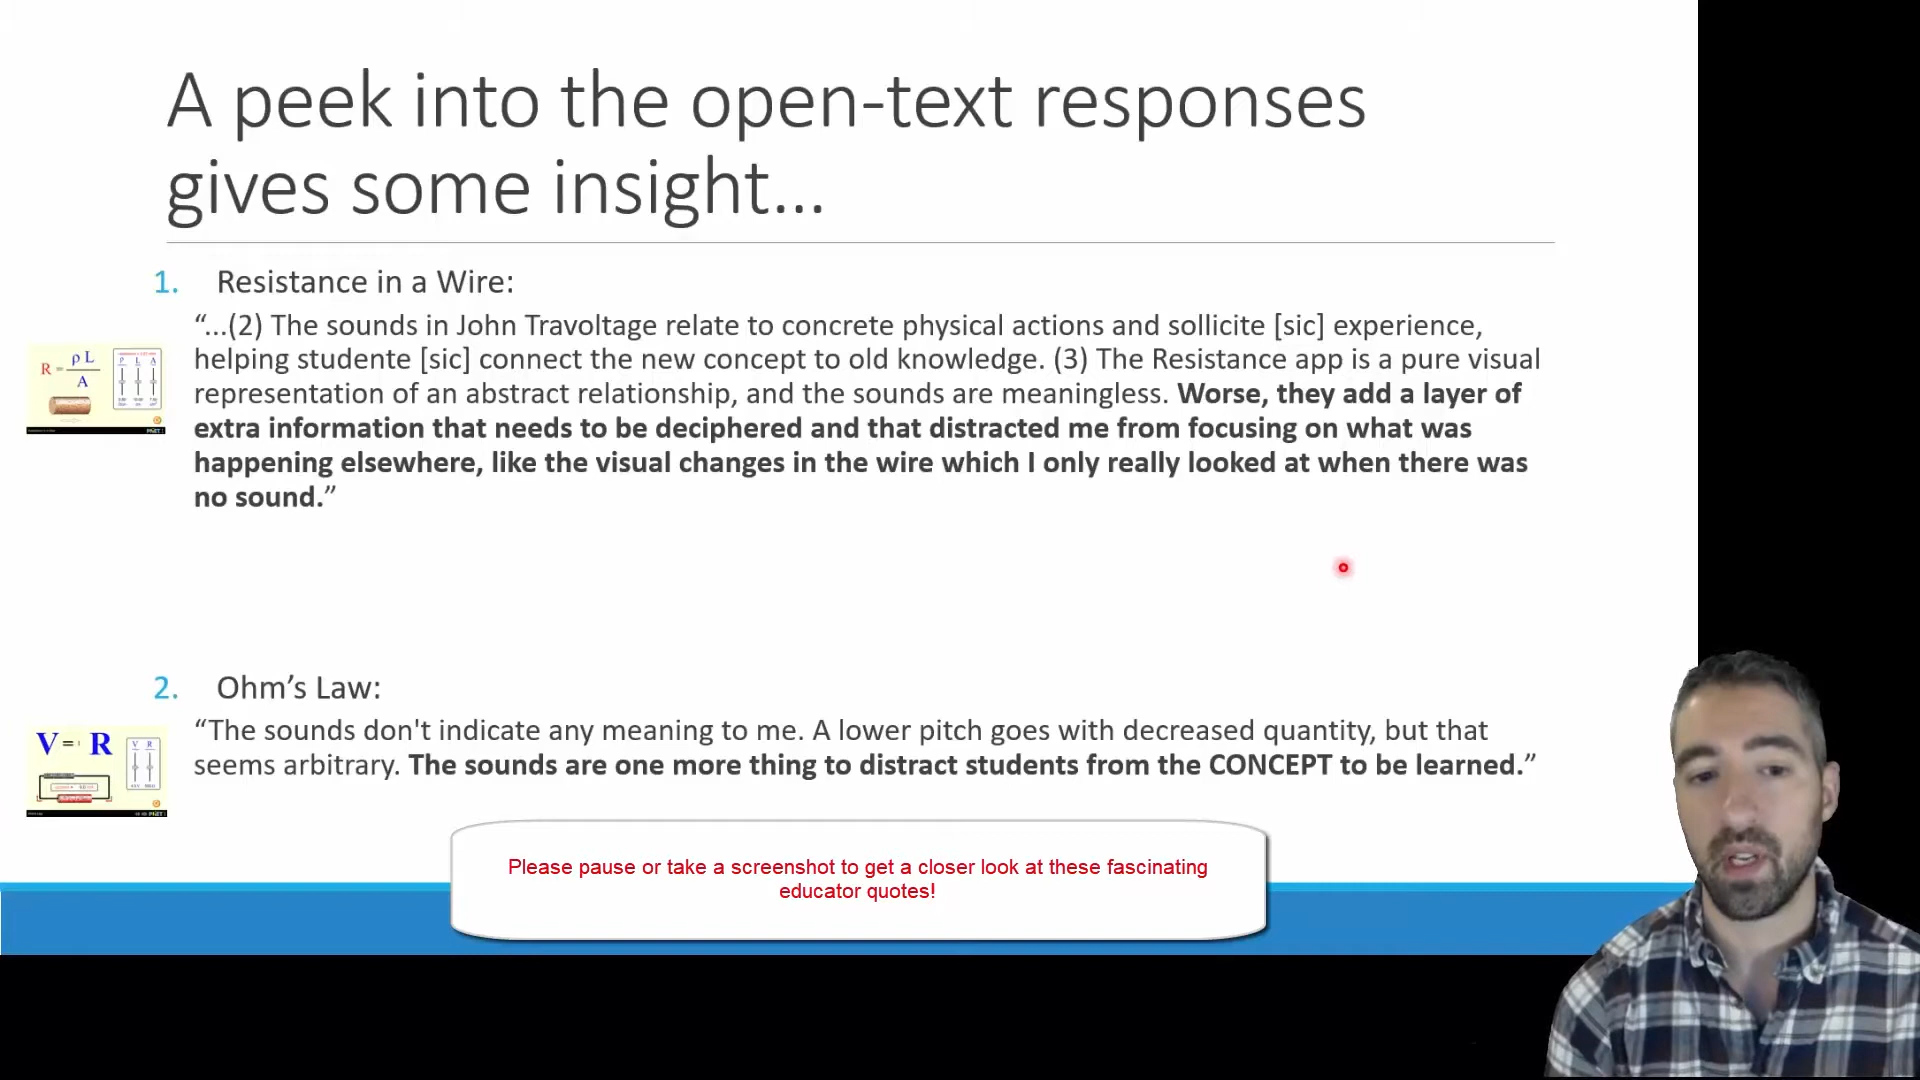 A peek into the open-text responses
gives some insight...
1. Resistance in a Wire:
“...(2) The sounds in John Travoltage relate to concrete physical actions and sollicite [sic] experience,
helping studente [sic] connect the new concept to old knowledge. (3) The Resistance app is a pure visual
representation of an abstract relationship, and the sounds are meaningless. Worse, they add a layer of
extra information that needs to be deciphered and that distracted me from focusing on what was
happening elsewhere, like the visual changes in the wire which I only really looked at when there was
no sound.”
R = ρ L
A
ρ L A
2. Ohm’s Law:
“The sounds don't indicate any meaning to me. A lower pitch goes with decreased quantity, but that
seems arbitrary. The sounds are one more thing to distract students from the CONCEPT to be learned.”
V = I R
V R
Please pause or take a screenshot to get a closer look at these fascinating
educator quotes!